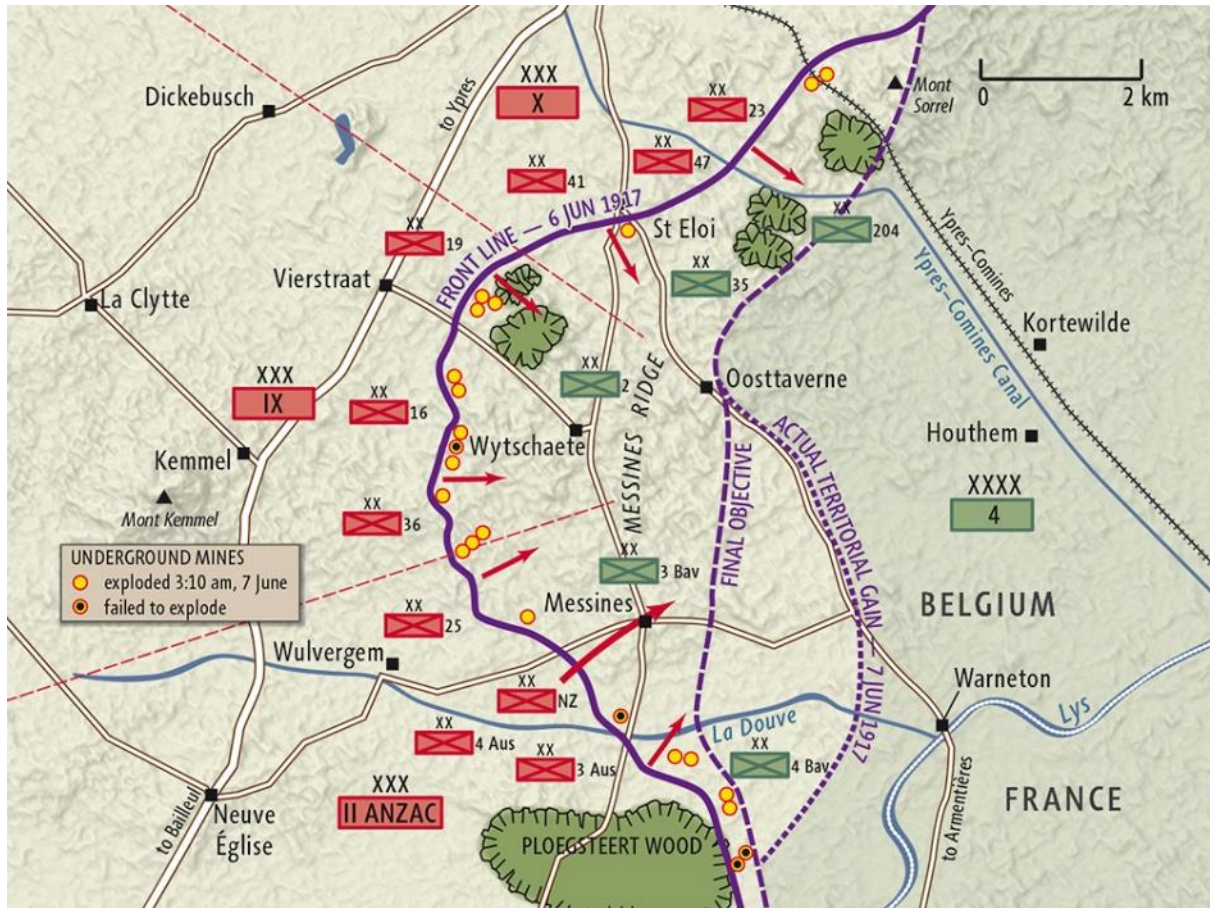 Dickebusch
to Ypres
XXX
X
XX
23
Mont
Sorrel
0
2 km
XX
47
XX
41
FRONT LINE — 6 JUN 1917
St Eloi
XX
204
XX
19
Vierstraat
La Clytte
XX
35
Ypres–Comines
Ypres–Comines Canal
Kortewilde
XXX
IX
XX
16
XX
2
MESSINES RIDGE
Oosttaverne
Wytschaete
Kemmel
Mont Kemmel
Houthem
XXXX
4
FINAL OBJECTIVE
ACTUAL TERRITORIAL GAIN — 7 JUN 1917
XX
36
UNDERGROUND MINES
exploded 3:10 am, 7 June
failed to explode
XX
3 Bav
Messines
BELGIUM
XX
25
Wulvergem
XX
NZ
Warneton
Lys
La Douve
XX
4 Aus
XX
3 Aus
XX
4 Bav
XXX
II ANZAC
FRANCE
to Bailleul
Neuve
Église
PLOEGSTEERT WOOD
to Armentières